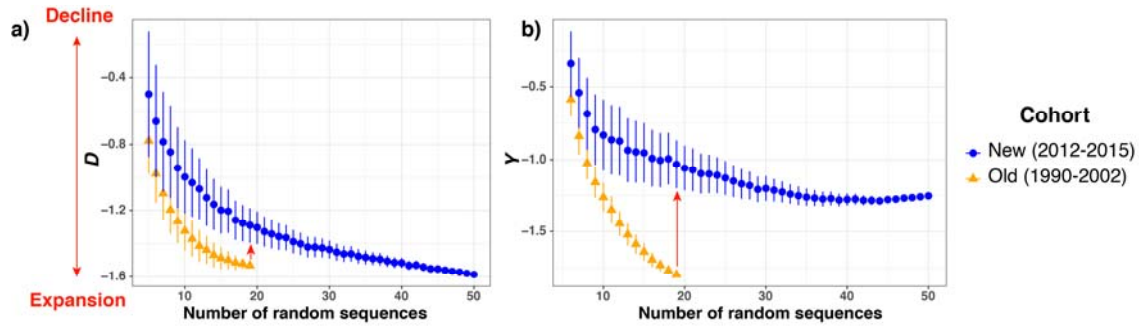 Decline
a)
b)
−0.4
−0.8
−1.2
−1.6
D
10
20
30
40
50
Number of random sequences
Expansion
−0.5
−1.0
−1.5
Y
10
20
30
40
50
Number of random sequences
Cohort
New (2012-2015)
Old (1990-2002)